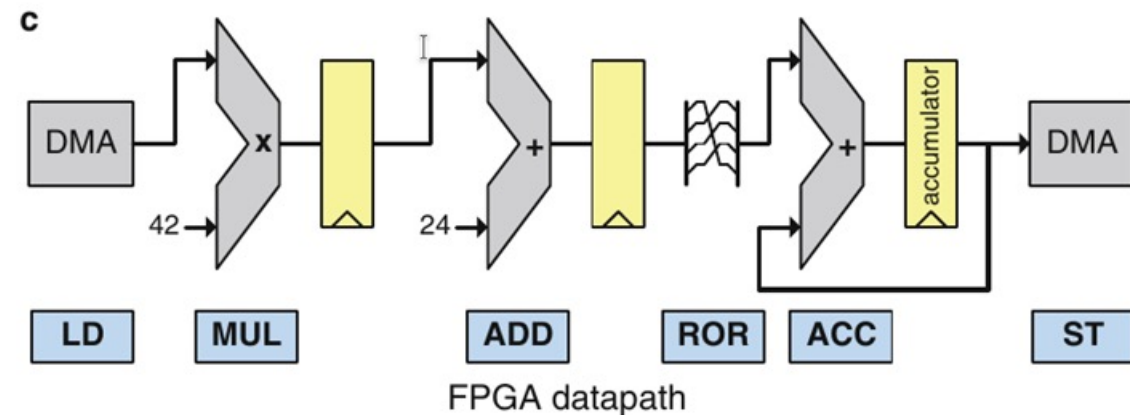 c
DMA
x
42
24
+
+
accumulator
DMA
LD MUL ADD ROR ACC ST
FPGA datapath